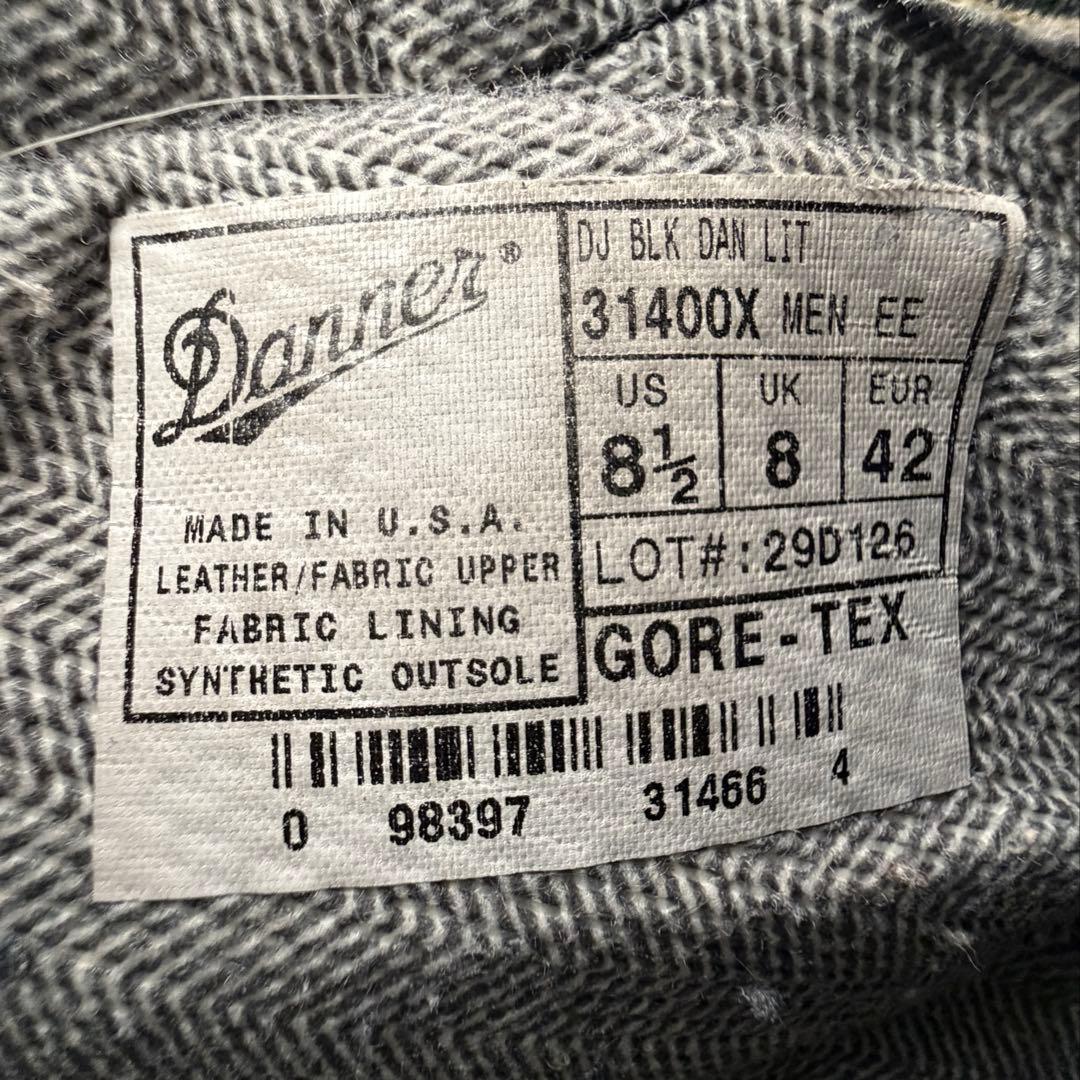 Danner®
MADE IN U.S.A.
LEATHER/FABRIC UPPER
FABRIC LINING
SYNTHETIC OUTSOLE
DJ BLK DAN LIT
31400X MEN EE
US UK EUR
8½ 8 42
LOT#:29D126
GORE-TEX
0 98397 31466 4